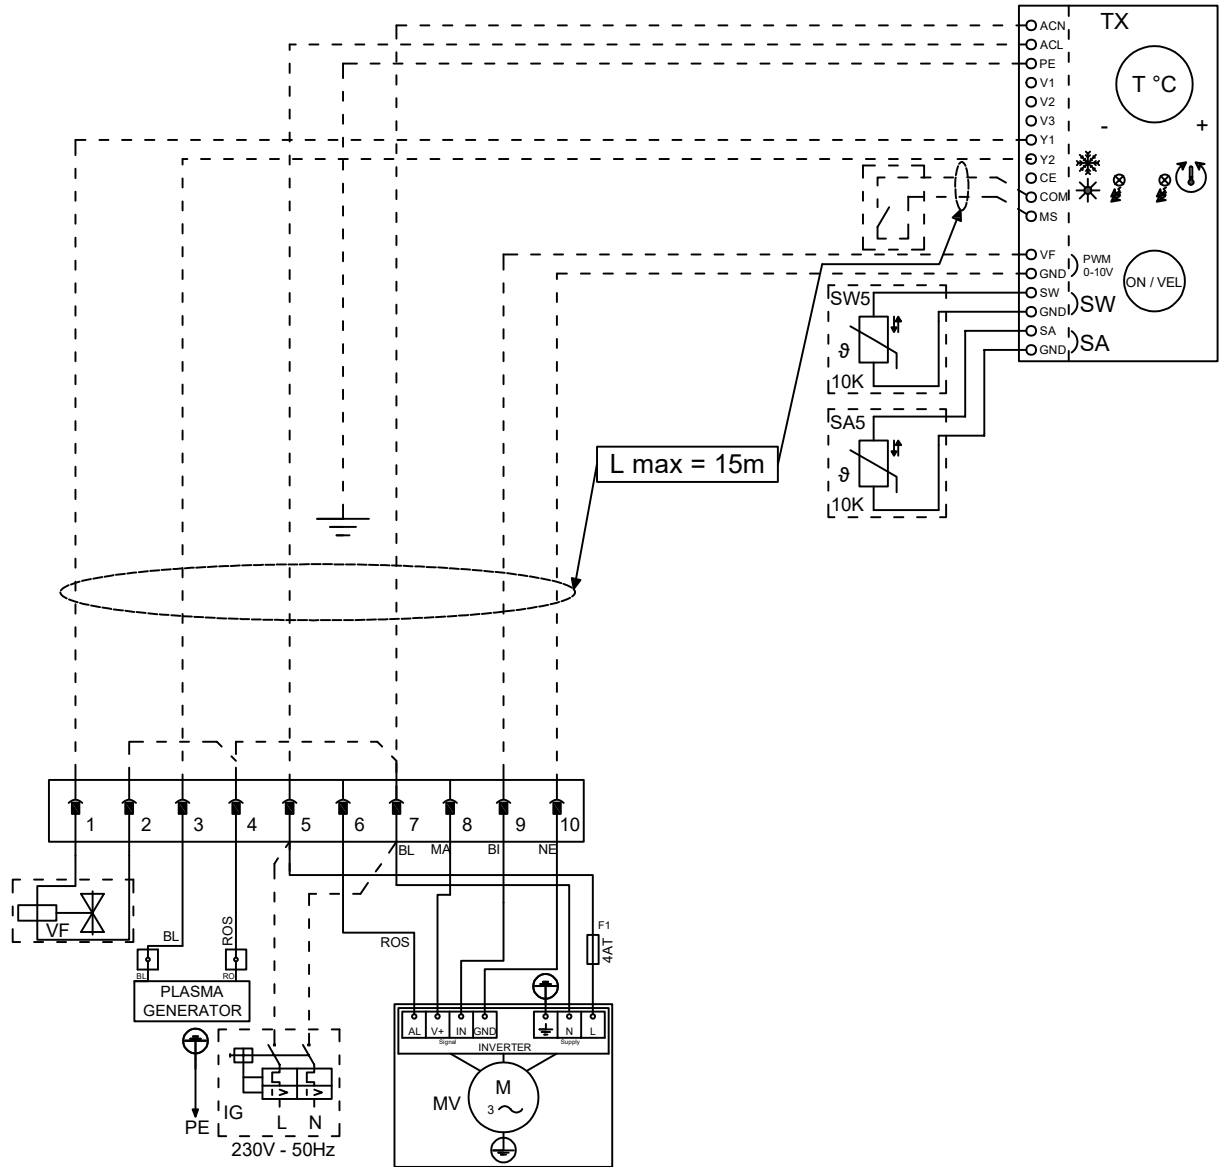 TX
ACN
ACL
PE
V1
V2
V3
Y1
Y2
CE
COM
MS
VF
GND
SW
GND
SA
GND
T °C
- +
PWM
0-10V
ON / VEL
SW
SA
SW5
ϑ
10K
SA5
ϑ
10K
L max = 15m
1 2 3 4 5 6 7 8 9 10
BL MA BI NE
VF
BL
ROS
BL
RO
PLASMA
GENERATOR
PE
IG
L N
230V - 50Hz
ROS
F1
4AT
AL V+ IN GND N L
Signal
Supply
INVERTER
MV
M
3